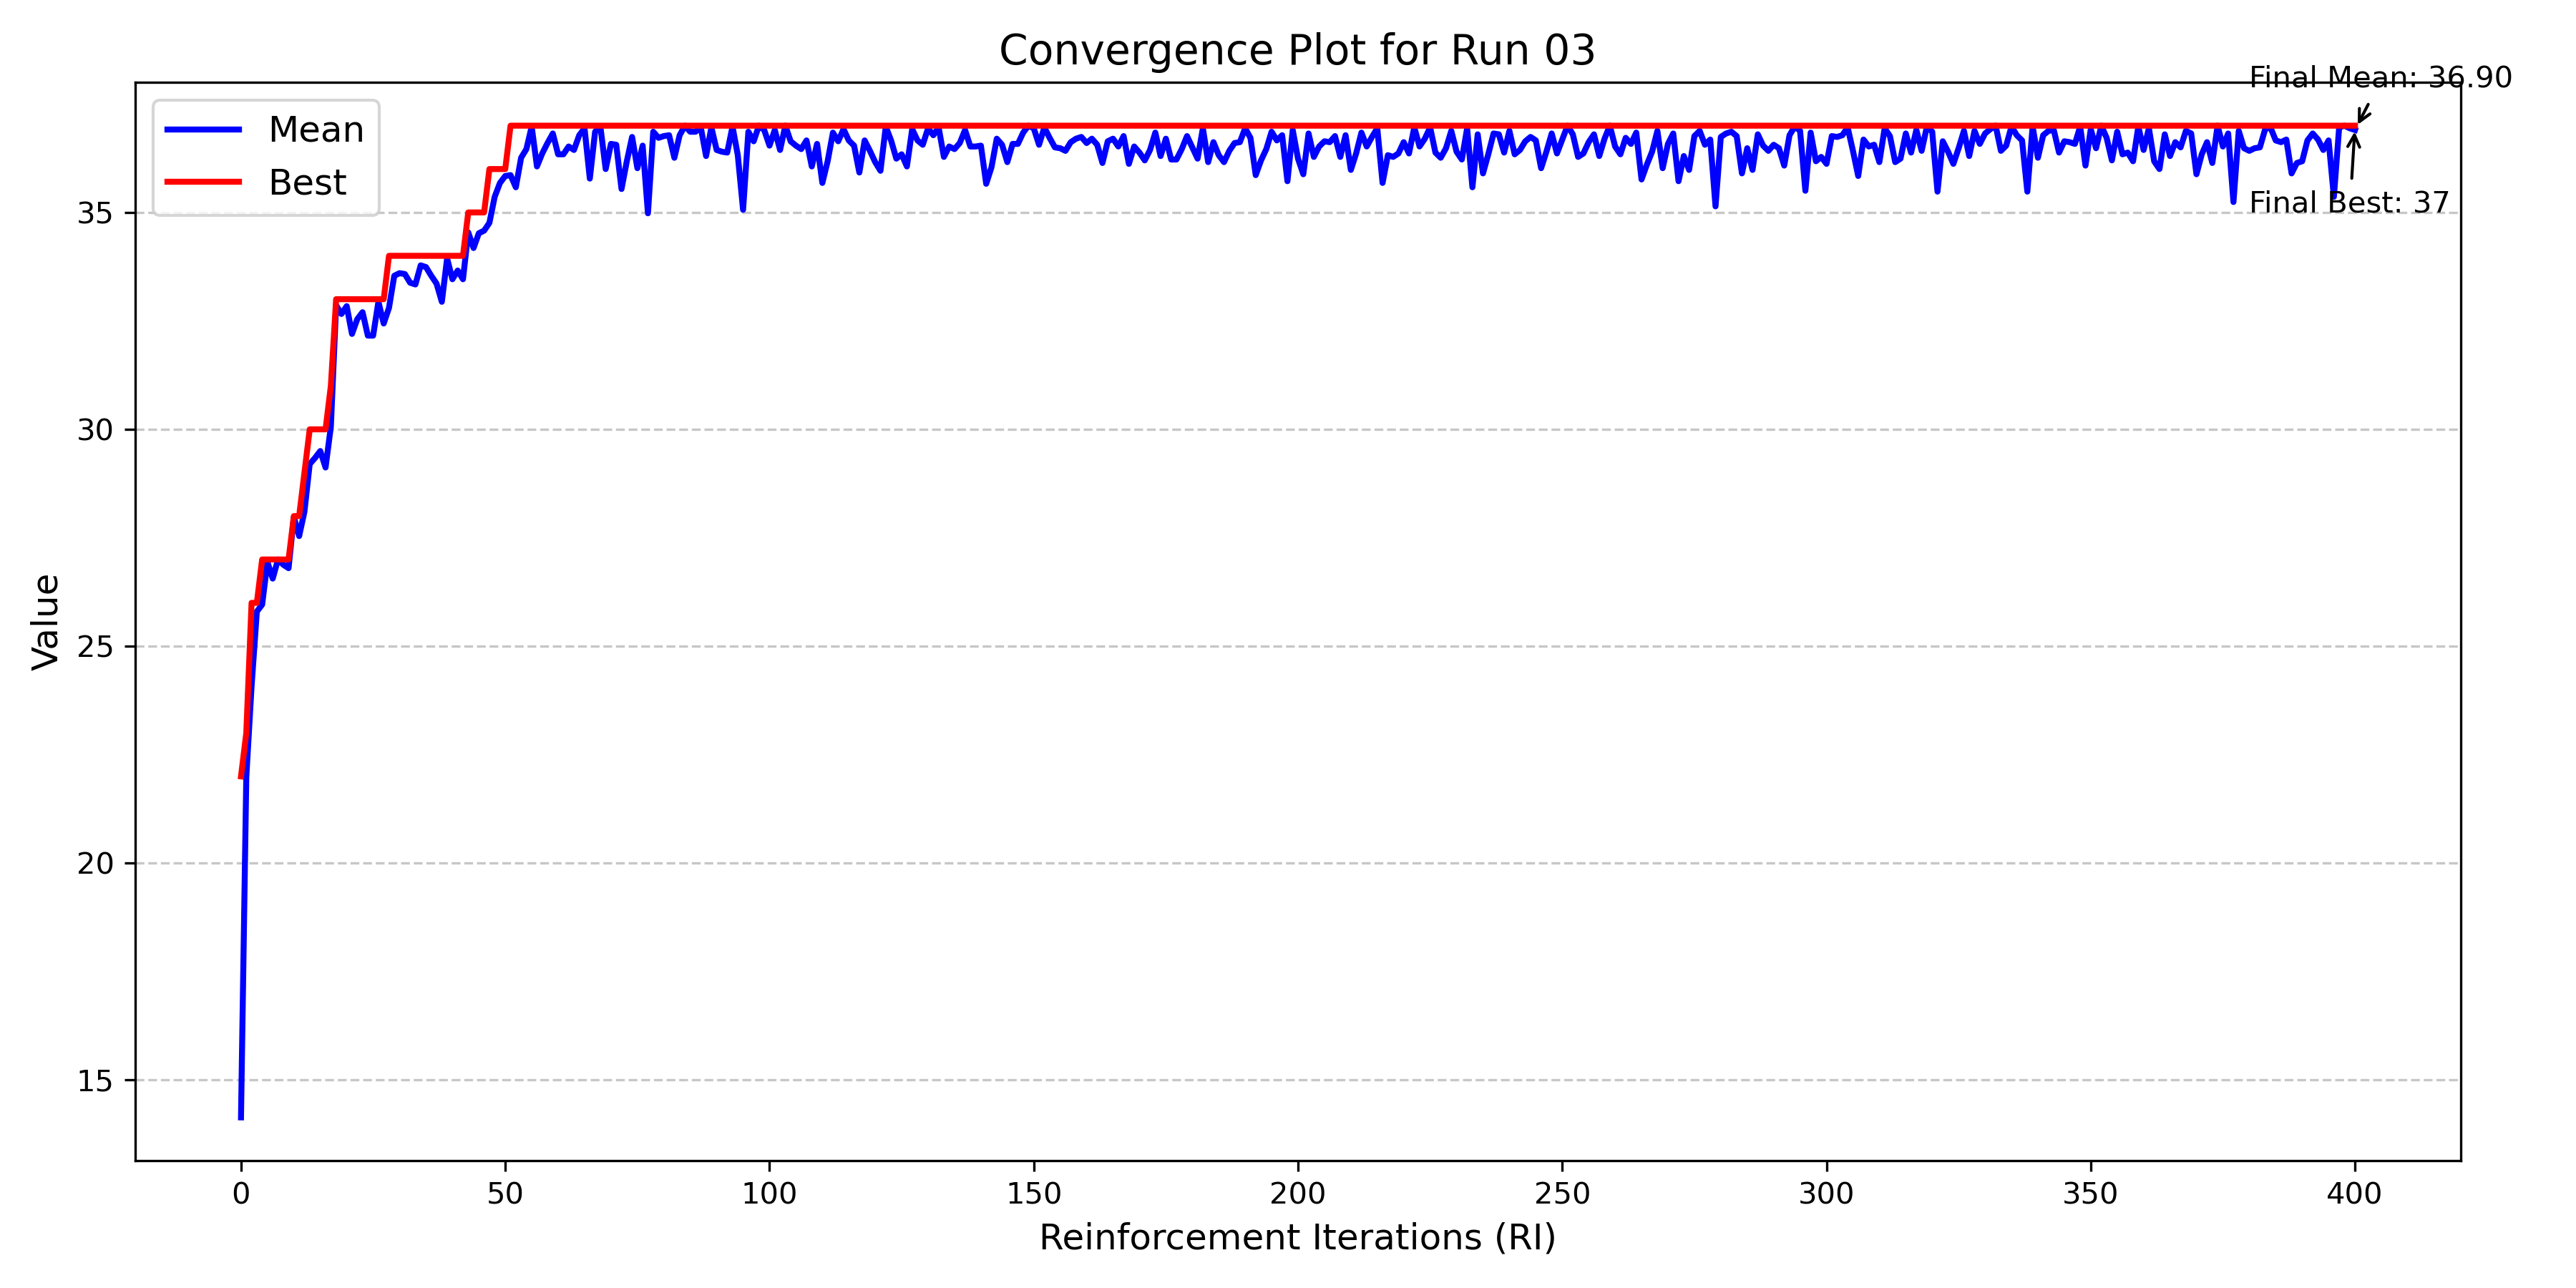 Convergence Plot for Run 03
Final Mean: 36.90
Mean
Best
Final Best: 37
35
30
25
20
15
Value
0 50 100 150 200 250 300 350 400
Reinforcement Iterations (RI)